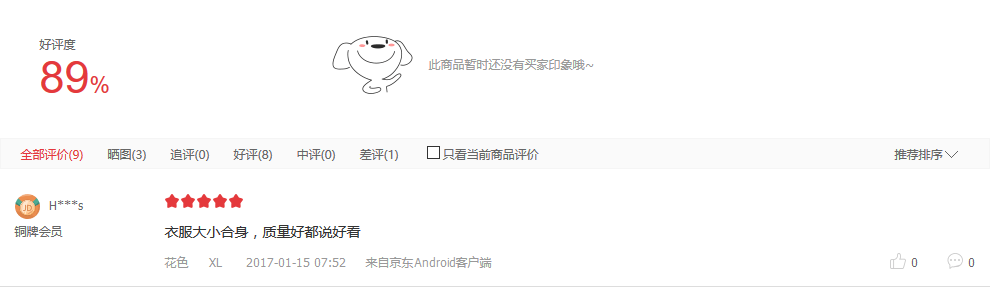 好评度
89%
此商品暂时还没有买家印象哦~
全部评价(9) 晒图(3) 追评(0) 好评(8) 中评(0) 差评(1) 只看当前商品评价 推荐排序
JD H***s
铜牌会员
衣服大小合身，质量好都说好看
花色 XL 2017-01-15 07:52 来自京东Android客户端 0 0